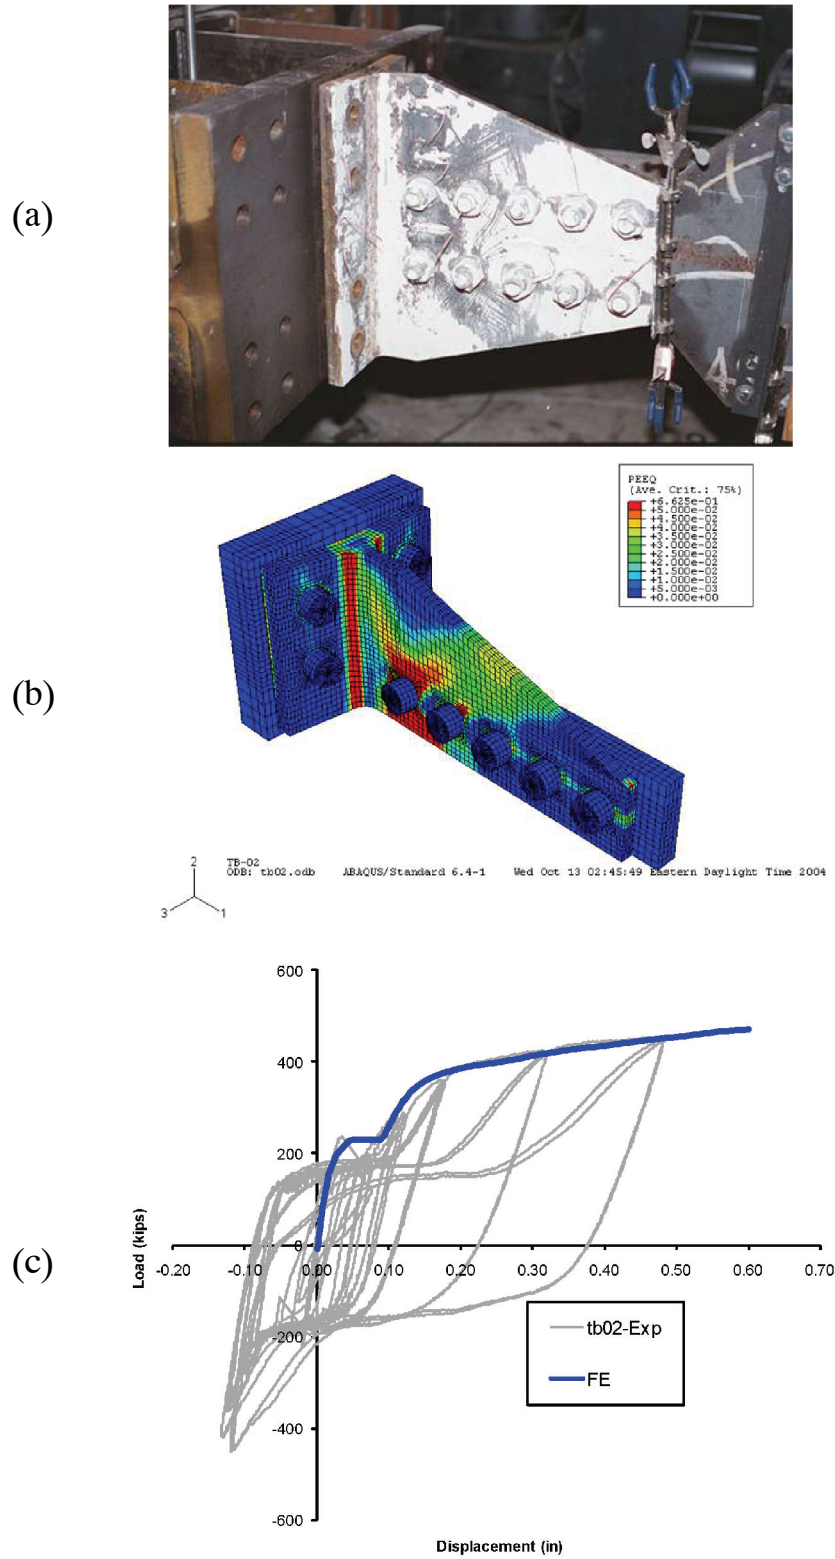 (a)
PEEQ
(Ave. Crit.: 75%)
+6.625e-01
+5.000e-02
+4.500e-02
+4.000e-02
+3.500e-02
+3.000e-02
+2.500e-02
+2.000e-02
+1.500e-02
+1.000e-02
+5.000e-03
+0.000e+00
(b)
2
3
1
TB-02
ODB: tb02.odb ABAQUS/Standard 6.4-1 Wed Oct 13 02:45:49 Eastern Daylight Time 2004
(c)
600
400
200
0
-200
-400
-600
Load (kips)
-0.20 -0.10 0.00 0.10 0.20 0.30 0.40 0.50 0.60 0.70
tb02-Exp
FE
Displacement (in)